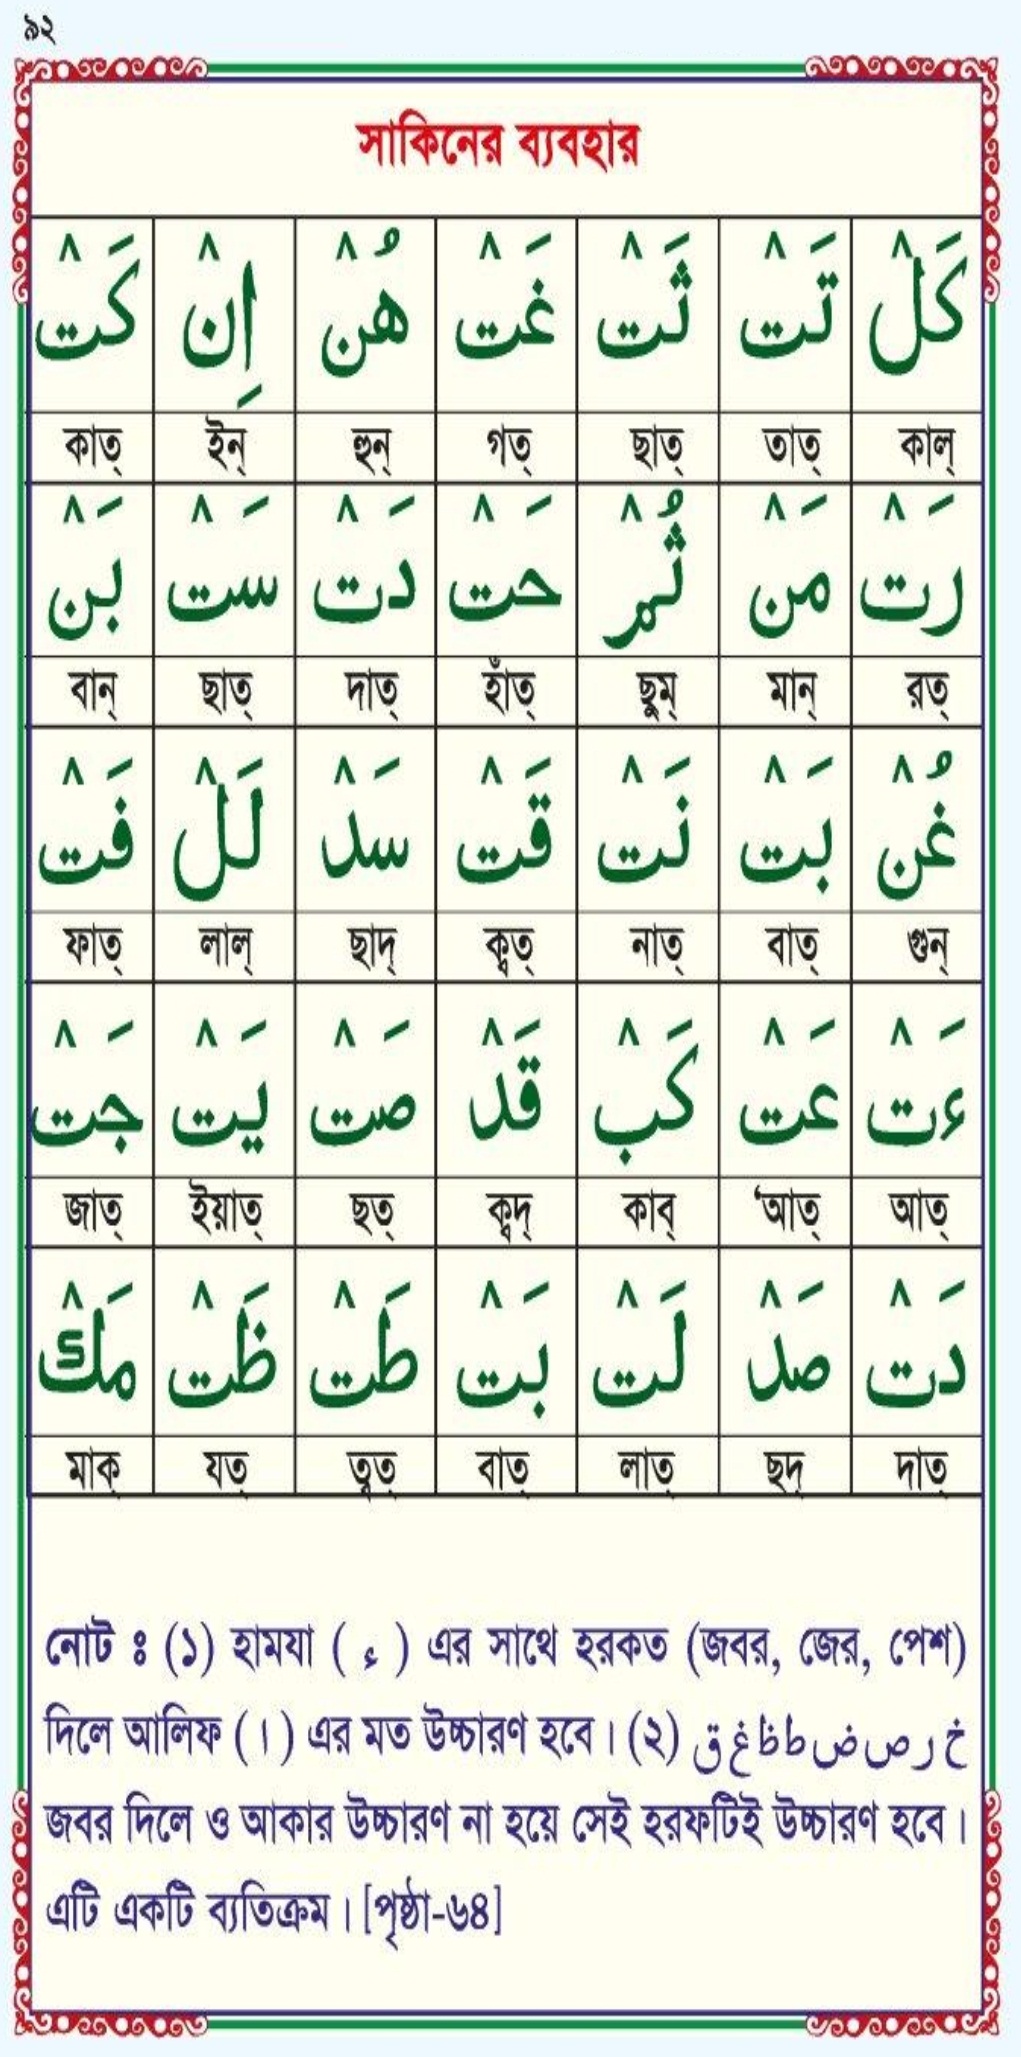 ৯২
সাকিনের ব্যবহার
كَلْ تَتْ ثَتْ غَتْ هُنْ اِنْ كَتْ
কাল্ তাত্ ছাত্ গত্ হুন্ ইন্ কাত্
رَتْ مَنْ ثُمْ حَتْ دَتْ سَتْ بَنْ
রত্ মান্ ছুম্ হাঁত্ দাত্ ছাত্ বান্
غُنْ بَتْ نَتْ قَتْ سَدْ لَلْ فَتْ
গুন্ বাত্ নাত্ ক্বত্ ছাদ্ লাল্ ফাত্
ءَتْ عَتْ كَبْ قَدْ صَتْ يَتْ جَتْ
আত্ ‘আত্ কাব্ ক্বদ্ ছত্ ইয়াত্ জাত্
دَتْ صَدْ لَتْ بَتْ طَتْ ظَتْ مَكْ
দাত্ ছদ্ লাত্ বাত্ ত্বত্ যত্ মাক্
নোট ঃ (১) হামযা ( ء ) এর সাথে হরকত (জবর, জের, পেশ)
দিলে আলিফ ( ا ) এর মত উচ্চারণ হবে। (২) خ ر ص ض ط ظ غ ق
জবর দিলে ও আকার উচ্চারণ না হয়ে সেই হরফটিই উচ্চারণ হবে।
এটি একটি ব্যতিক্রম। [পৃষ্ঠা-৬৪]